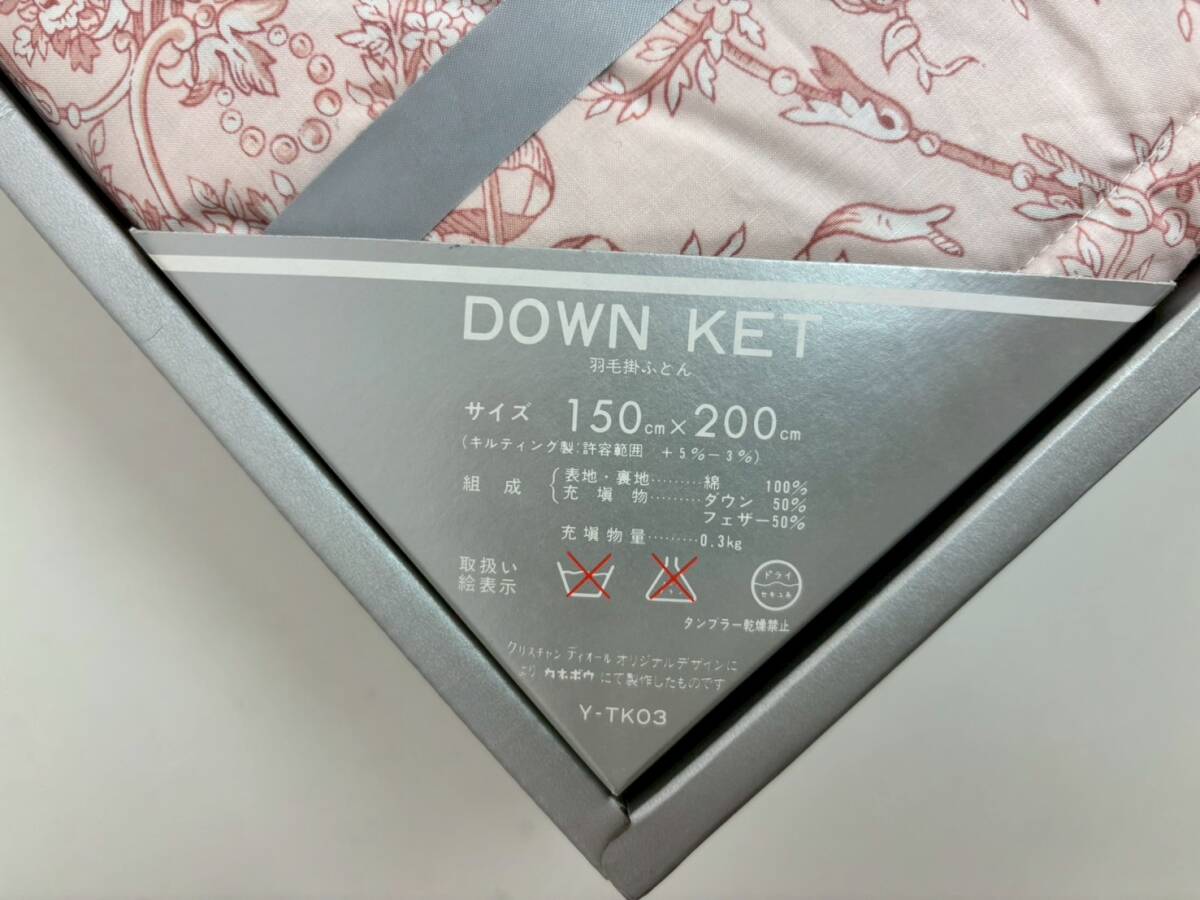 DOWN KET
羽毛掛ふとん
サイズ 150cm×200cm
(キルティング製:許容範囲 +5%−3%)
組成 表地・裏地………綿 100%
充塡物………ダウン 50%
フェザー50%
充塡物量………0.3kg
取扱い
絵表示
ドライ
セキユ系
タンブラー乾燥禁止
クリスチャン ディオール オリジナルデザインに
より カネボウ にて製作したものです
Y-TK03